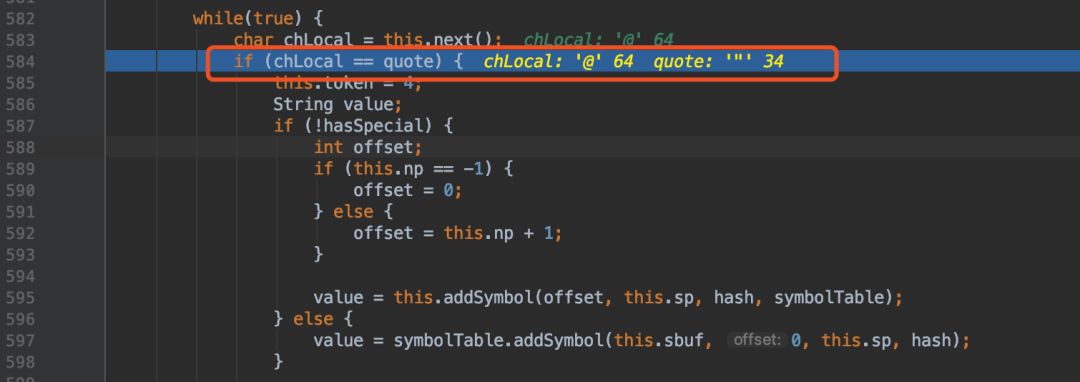 582 while(true) {
583 char chLocal = this.next(); chLocal: '@' 64
584 if (chLocal == quote) { chLocal: '@' 64 quote: '"' 34
585 this.token = 4;
586 String value;
587 if (!hasSpecial) {
588 int offset;
589 if (this.np == -1) {
590 offset = 0;
591 } else {
592 offset = this.np + 1;
593 }
594
595 value = this.addSymbol(offset, this.sp, hash, symbolTable);
596 } else {
597 value = symbolTable.addSymbol(this.sbuf, offset: 0, this.sp, hash);
598 }